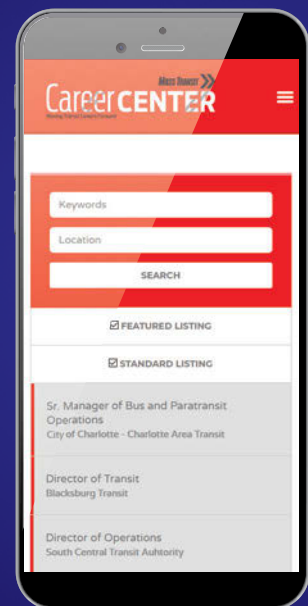 Mass Transit
Career CENTER
Moving Transit Careers Forward
Keywords
Location
SEARCH
FEATURED LISTING
STANDARD LISTING
Sr. Manager of Bus and Paratransit
Operations
City of Charlotte - Charlotte Area Transit
Director of Transit
Blacksburg Transit
Director of Operations
South Central Transit Auhtority